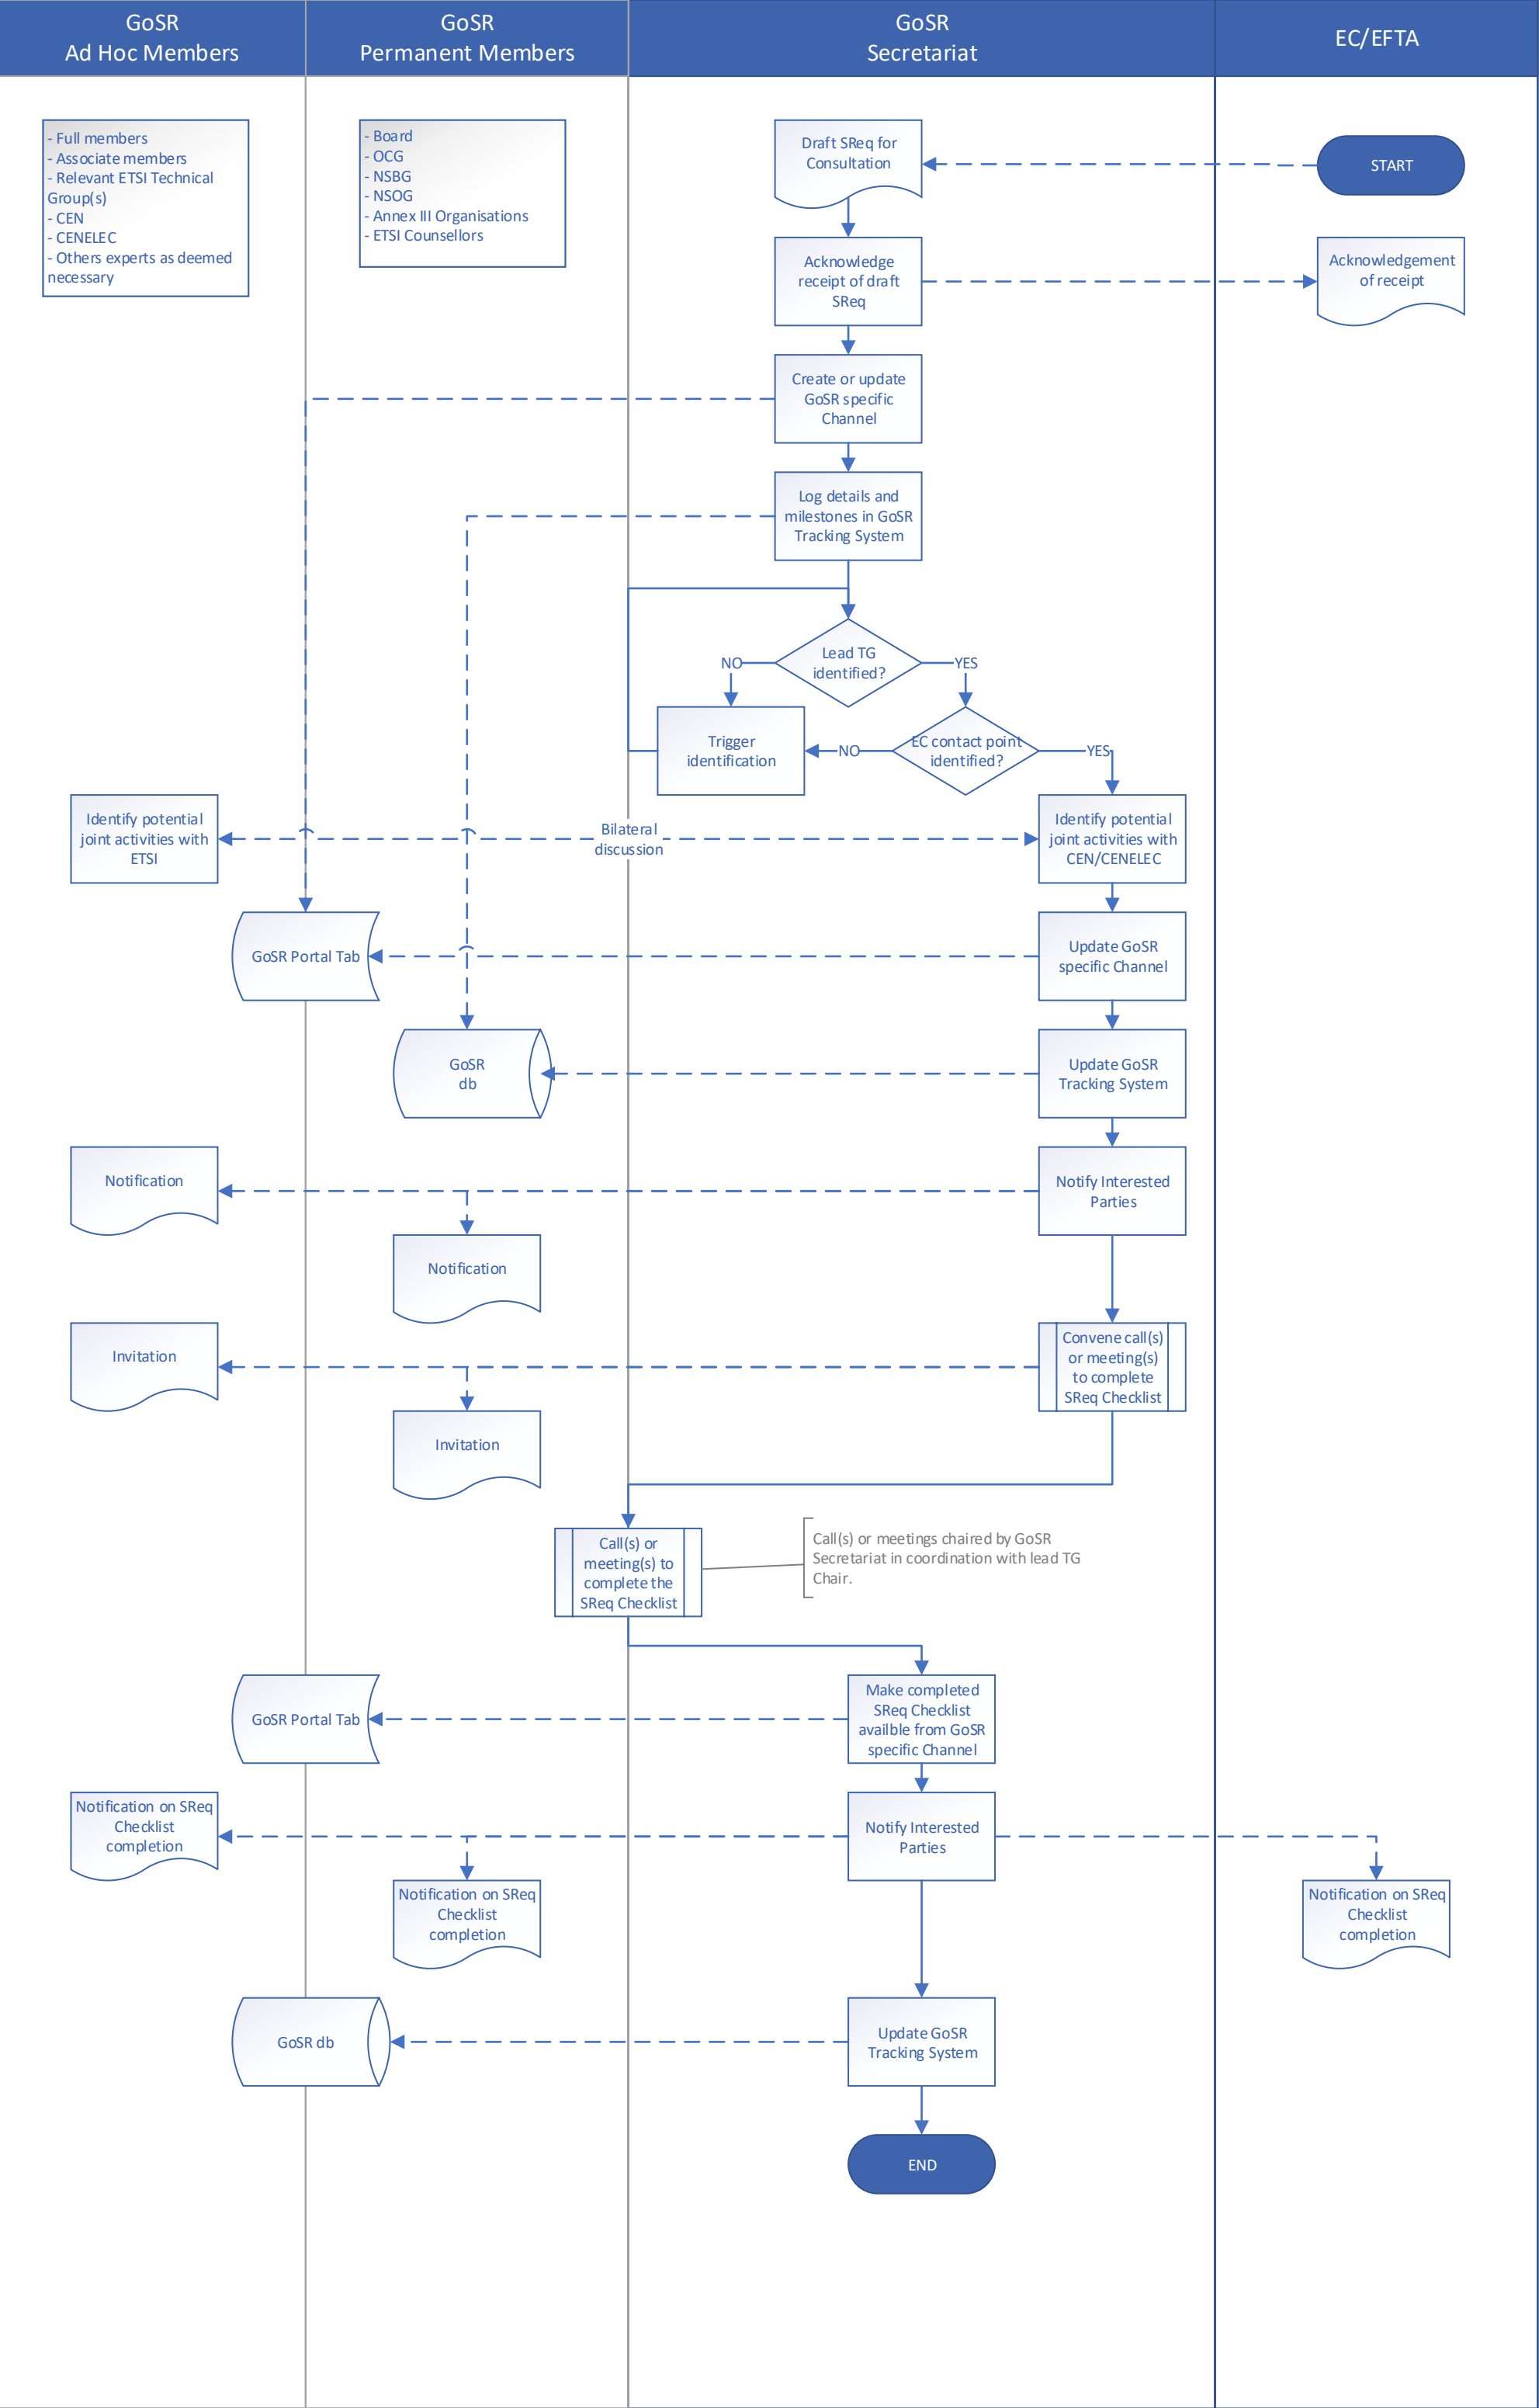 GoSR
Ad Hoc Members
GoSR
Permanent Members
GoSR
Secretariat
EC/EFTA
- Full members
- Associate members
- Relevant ETSI Technical
Group(s)
- CEN
- CENELEC
- Others experts as deemed
necessary
- Board
- OCG
- NSBG
- NSOG
- Annex III Organisations
- ETSI Counsellors
Draft SReq for
Consultation
START
Acknowledge
receipt of draft
SReq
Acknowledgement
of receipt
Create or update
GoSR specific
Channel
Log details and
milestones in GoSR
Tracking System
Lead TG
identified?
NO
YES
Trigger
identification
NO
EC contact point
identified?
YES
Identify potential
joint activities with
ETSI
Bilateral
discussion
Identify potential
joint activities with
CEN/CENELEC
GoSR Portal Tab
Update GoSR
specific Channel
GoSR
db
Update GoSR
Tracking System
Notification
Notify Interested
Parties
Notification
Invitation
Convene call(s)
or meeting(s)
to complete
SReq Checklist
Invitation
Call(s) or
meeting(s) to
complete the
SReq Checklist
Call(s) or meetings chaired by GoSR
Secretariat in coordination with lead TG
Chair.
GoSR Portal Tab
Make completed
SReq Checklist
availble from GoSR
specific Channel
Notification on SReq
Checklist
completion
Notify Interested
Parties
Notification on SReq
Checklist
completion
Notification on SReq
Checklist
completion
GoSR db
Update GoSR
Tracking System
END